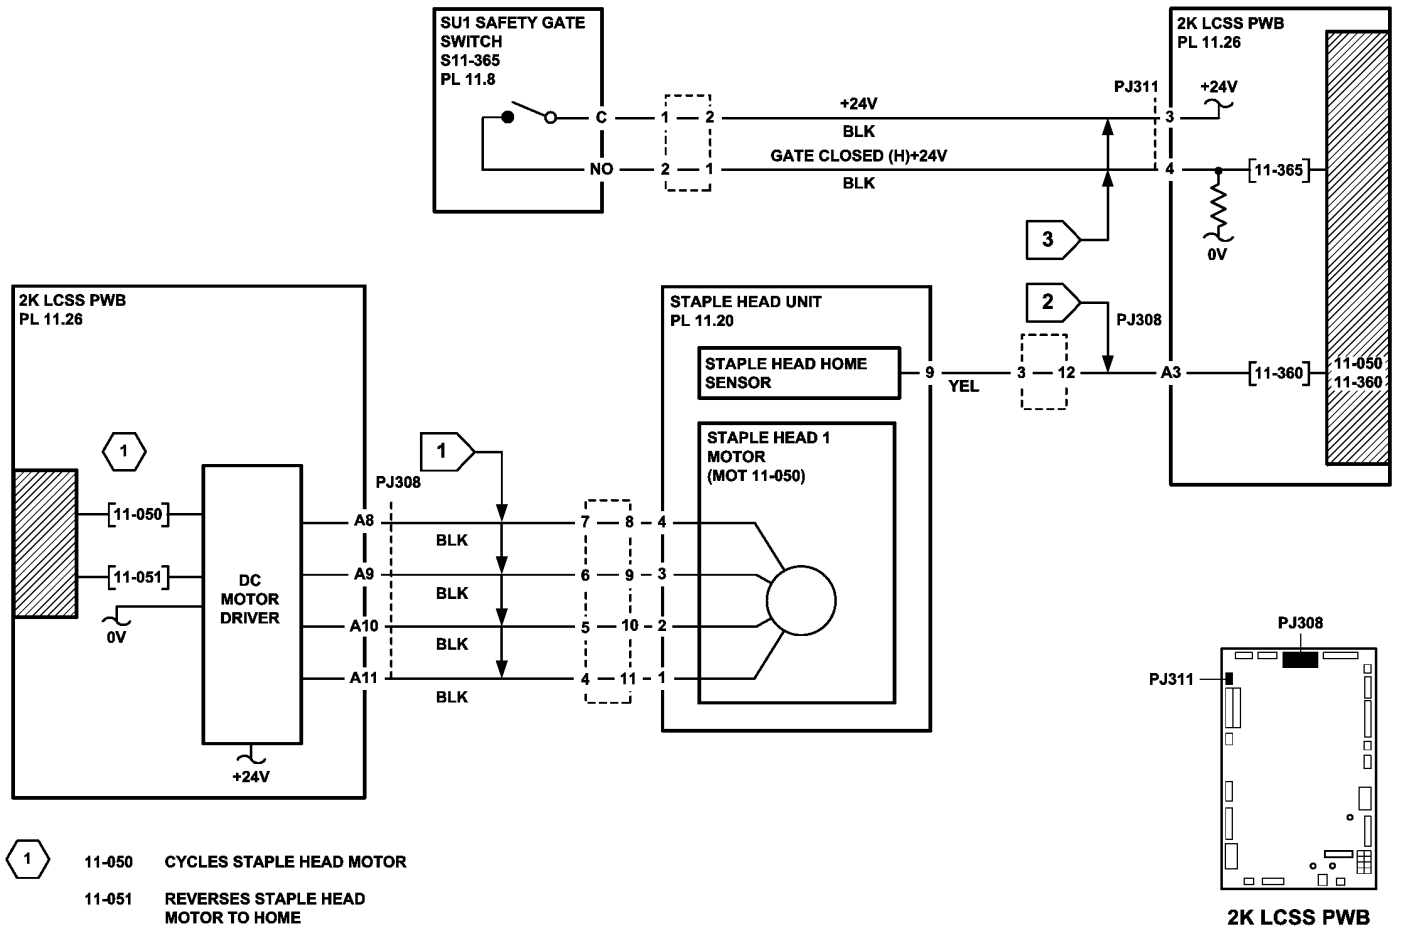 SU1 SAFETY GATE
SWITCH
S11-365
PL 11.8
C
NO
1
2
2
1
+24V
BLK
GATE CLOSED (H)+24V
BLK
3
PJ311
3
4
2K LCSS PWB
PL 11.26
+24V
11-365
0V
2
PJ308
A3
11-360
11-050
11-360
STAPLE HEAD UNIT
PL 11.20
STAPLE HEAD HOME
SENSOR
9
YEL
3
12
STAPLE HEAD 1
MOTOR
(MOT 11-050)
2K LCSS PWB
PL 11.26
1
11-050
11-051
0V
DC
MOTOR
DRIVER
+24V
PJ308
1
A8
BLK
7
8
4
A9
BLK
6
9
3
A10
BLK
5
10
2
A11
BLK
4
11
1
1
11-050 CYCLES STAPLE HEAD MOTOR
11-051 REVERSES STAPLE HEAD
MOTOR TO HOME
PJ308
PJ311
2K LCSS PWB